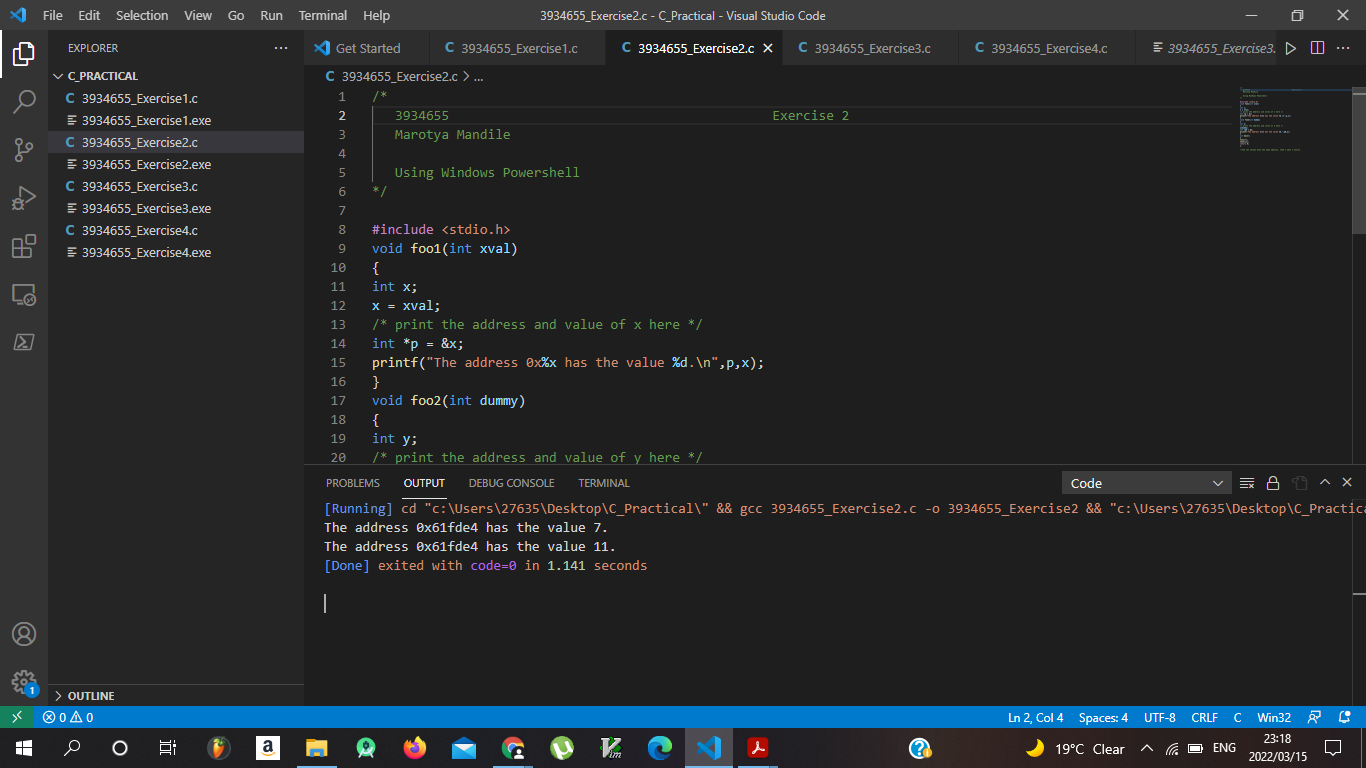 File Edit Selection View Go Run Terminal Help 3934655_Exercise2.c - C_Practical - Visual Studio Code
EXPLORER
Get Started 3934655_Exercise1.c 3934655_Exercise2.c 3934655_Exercise3.c 3934655_Exercise4.c 3934655_Exercise3.
C_PRACTICAL
3934655_Exercise1.c
3934655_Exercise1.exe
3934655_Exercise2.c
3934655_Exercise2.exe
3934655_Exercise3.c
3934655_Exercise3.exe
3934655_Exercise4.c
3934655_Exercise4.exe
OUTLINE
C 3934655_Exercise2.c > ...
1 /*
2 3934655 Exercise 2
3 Marotya Mandile
4
5 Using Windows Powershell
6 */
7
8 #include <stdio.h>
9 void foo1(int xval)
10 {
11 int x;
12 x = xval;
13 /* print the address and value of x here */
14 int *p = &x;
15 printf("The address 0x%x has the value %d.\n",p,x);
16 }
17 void foo2(int dummy)
18 {
19 int y;
20 /* print the address and value of y here */
PROBLEMS OUTPUT DEBUG CONSOLE TERMINAL Code
[Running] cd "c:\Users\27635\Desktop\C_Practical\" && gcc 3934655_Exercise2.c -o 3934655_Exercise2 && "c:\Users\27635\Desktop\C_Practica
The address 0x61fde4 has the value 7.
The address 0x61fde4 has the value 11.
[Done] exited with code=0 in 1.141 seconds
1
0 0 Ln 2, Col 4 Spaces: 4 UTF-8 CRLF C Win32
19°C Clear ENG 23:18
2022/03/15